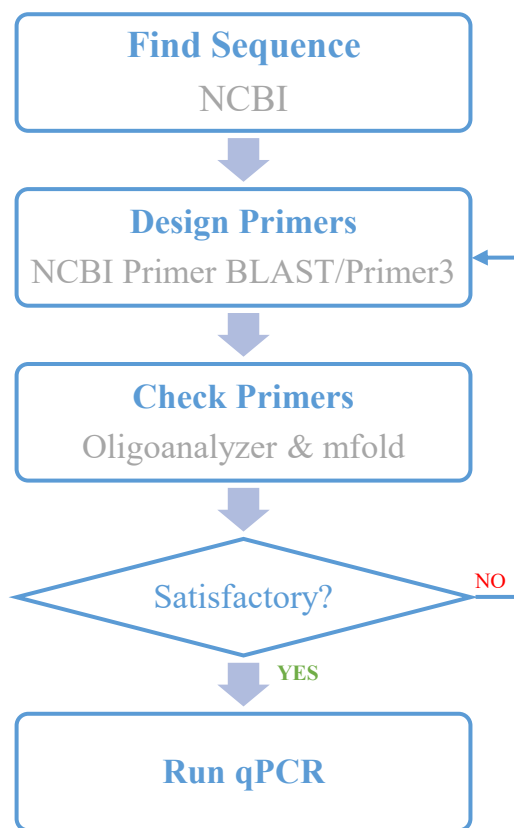 Find Sequence
NCBI
Design Primers
NCBI Primer BLAST/Primer3
Check Primers
Oligoanalyzer & mfold
Satisfactory?
NO
YES
Run qPCR